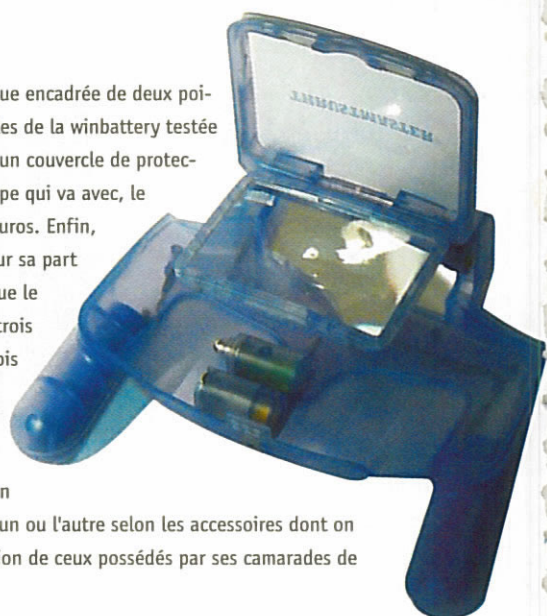 ue encadrée de deux poi-
es de la winbattery testée
un couvercle de protec-
pe qui va avec, le
uros. Enfin,
ur sa part
ue le
trois
ois
n
un ou l'autre selon les accessoires dont on
ion de ceux possédés par ses camarades de
THRUSTMASTER